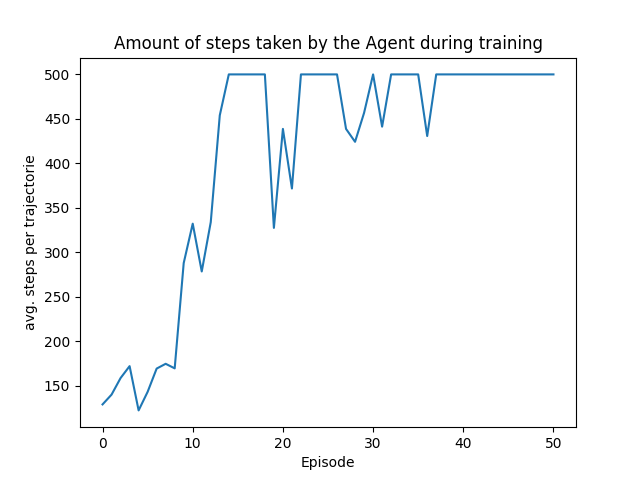 Amount of steps taken by the Agent during training
500
450
400
350
300
250
200
150
avg. steps per trajectorie
0 10 20 30 40 50
Episode